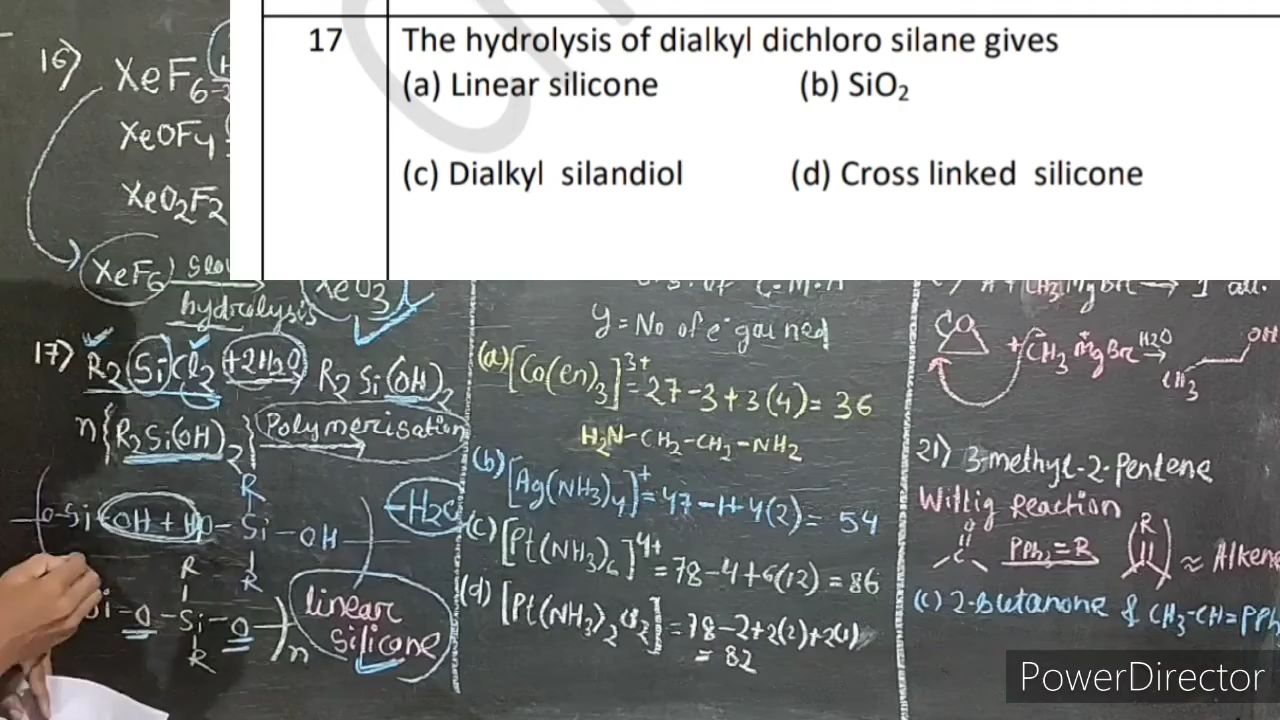 17
The hydrolysis of dialkyl dichloro silane gives
(a) Linear silicone (b) SiO₂
(c) Dialkyl silandiol (d) Cross linked silicone
16) XeF₆
XeOF₄
XeO₂F₂
XeF₆ hydrolysis XeO₃
17) R₂SiCl₂ +2H₂O R₂Si(OH)₂
n{R₂Si(OH)₂} Polymerisation
R
-Si-OH + HO-Si-OH
R
R
Si-O-Si-O-)n
R
linear
silicone
y = No of e⁻ gained
(a) [Co(en)₃]³⁺ = 27-3+3(4) = 36
H₂N-CH₂-CH₂-NH₂
(b) [Ag(NH₃)₄]⁺ = 47-1+4(2) = 54
(c) [Pt(NH₃)₆]⁴⁺ = 78-4+6(12) = 86
(d) [Pt(NH₃)₂ ] = 78-2+2(2)+2(1)
= 82
+ CH₃MgBr H₂O OH
CH₃
21) 3-methyl-2-Pentene
Wittig Reaction
O PPh₃=R R ≈ Alkene
(c) 2-butanone & CH₃-CH=PPh
PowerDirector